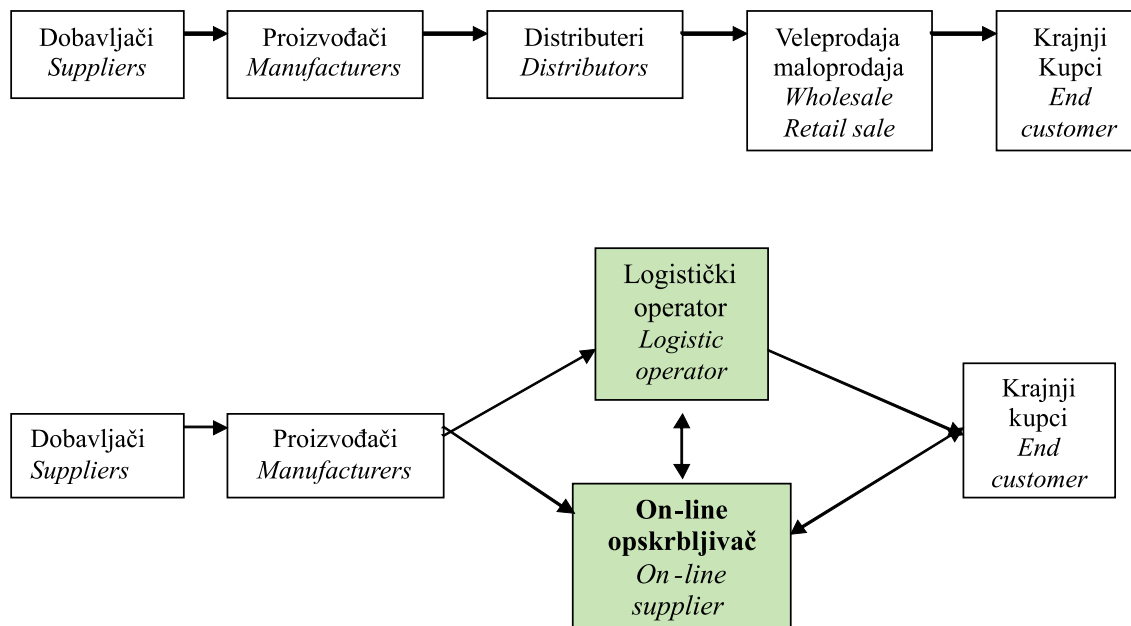 Dobavljači
Suppliers
Proizvođači
Manufacturers
Distributeri
Distributors
Veleprodaja
maloprodaja
Wholesale
Retail sale
Krajnji
Kupci
End
customer
Logistički
operator
Logistic
operator
Dobavljači
Suppliers
Proizvođači
Manufacturers
On-line
opskrbljivač
On-line
supplier
Krajnji
kupci
End
customer